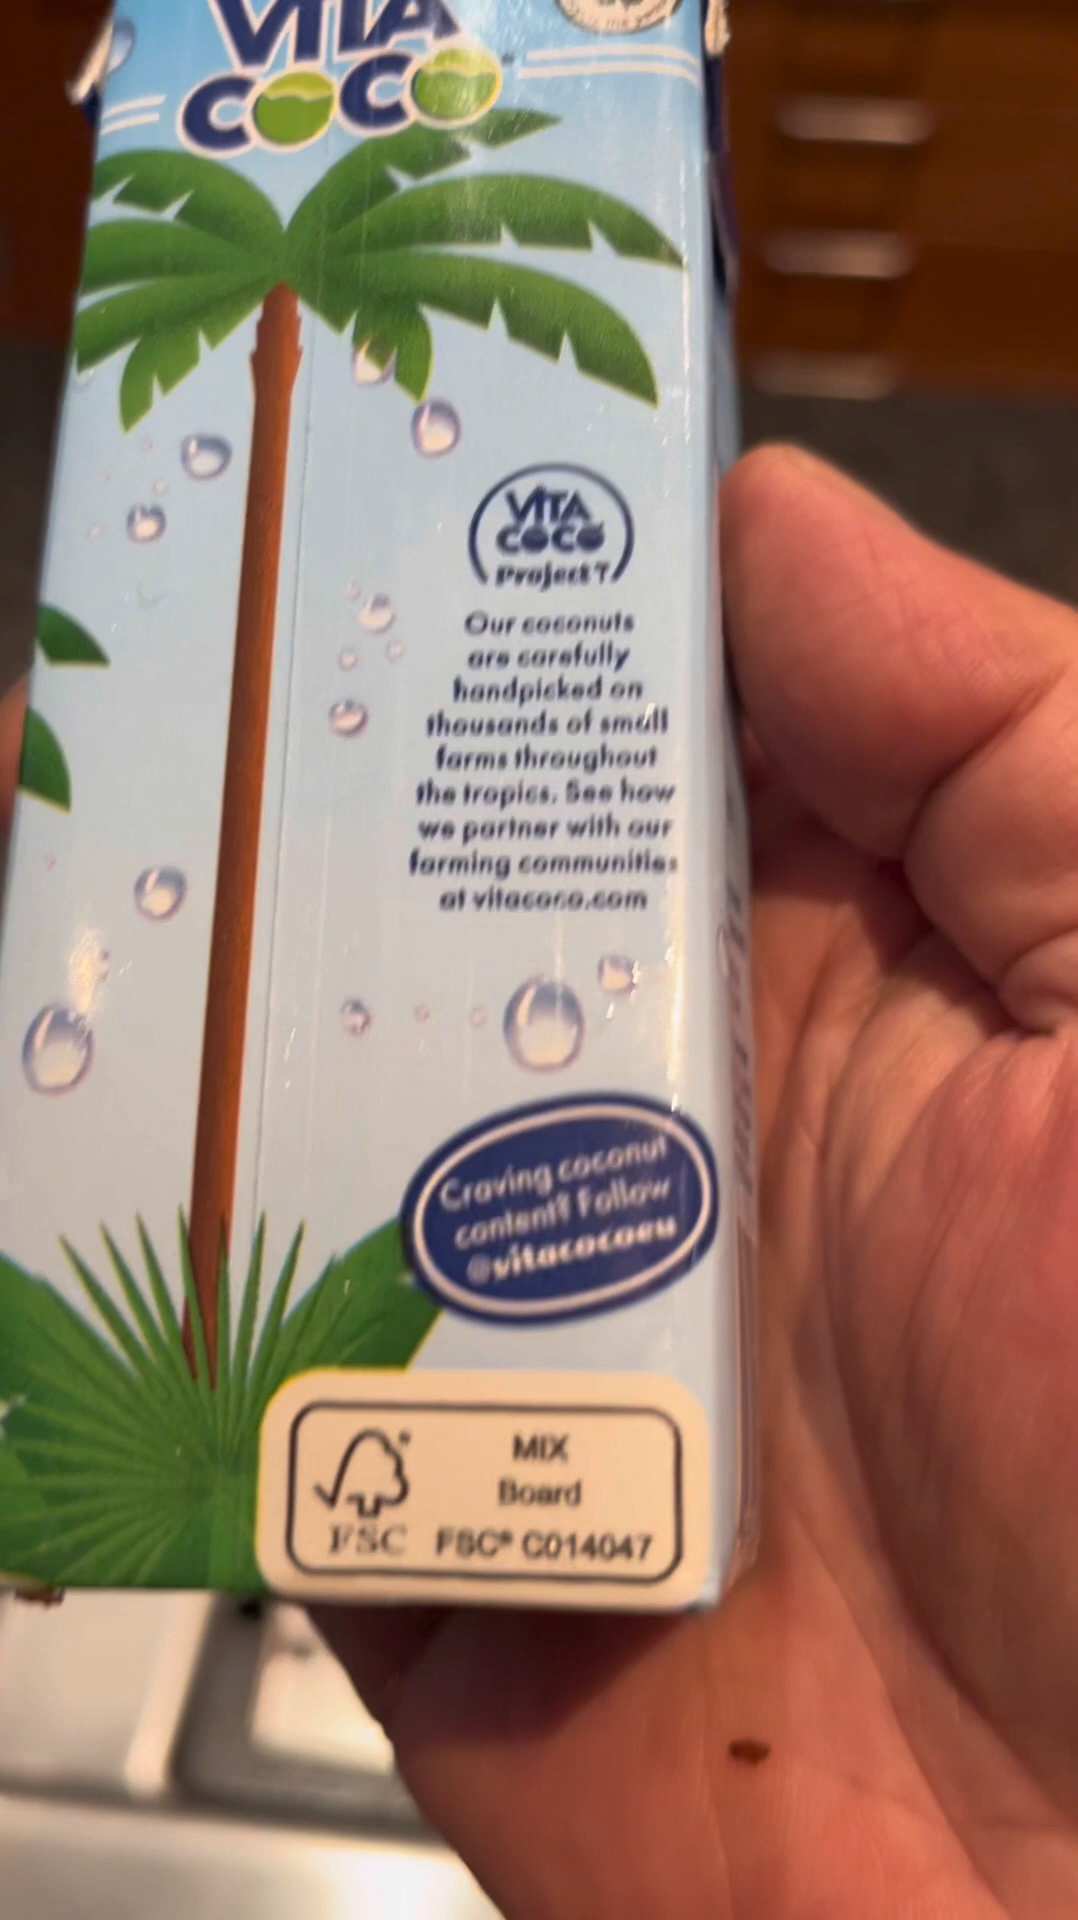 VITA
COCO
VITA
COCO
Project
Our coconuts
are carefully
handpicked on
thousands of small
farms throughout
the tropics. See how
we partner with our
farming communities
at vitacoco.com
Craving coconut
content? Follow
@vitacocoeu
MIX
Board
FSC
FSC® C014047